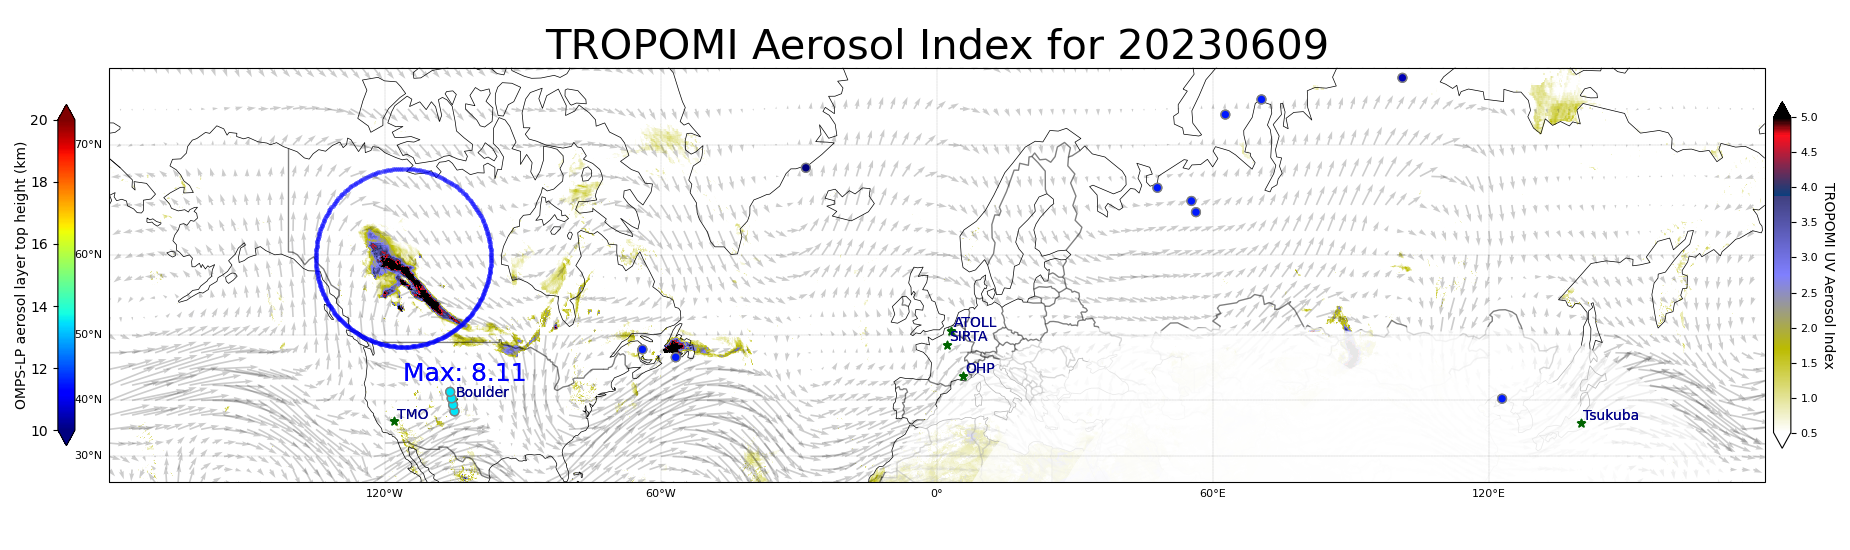 TROPOMI Aerosol Index for 20230609
OMPS-LP aerosol layer top height (km)
20
18
16
14
12
10
70°N
60°N
50°N
40°N
30°N
120°W
60°W
0°
60°E
120°E
ATOLL
SIRTA
OHP
Max: 8.11
Boulder
TMO
Tsukuba
5.0
4.5
4.0
3.5
3.0
2.5
2.0
1.5
1.0
0.5
TROPOMI UV Aerosol Index